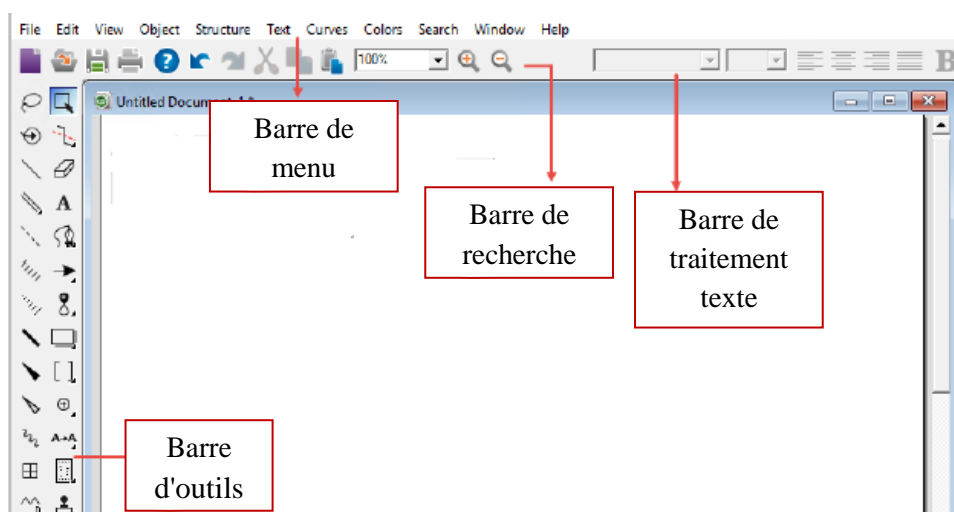 File Edit View Object Structure Text Curves Colors Search Window Help
100%
B
Untitled Document
Barre de
menu
Barre de
recherche
Barre de
traitement
texte
A
A→A
Barre
d'outils